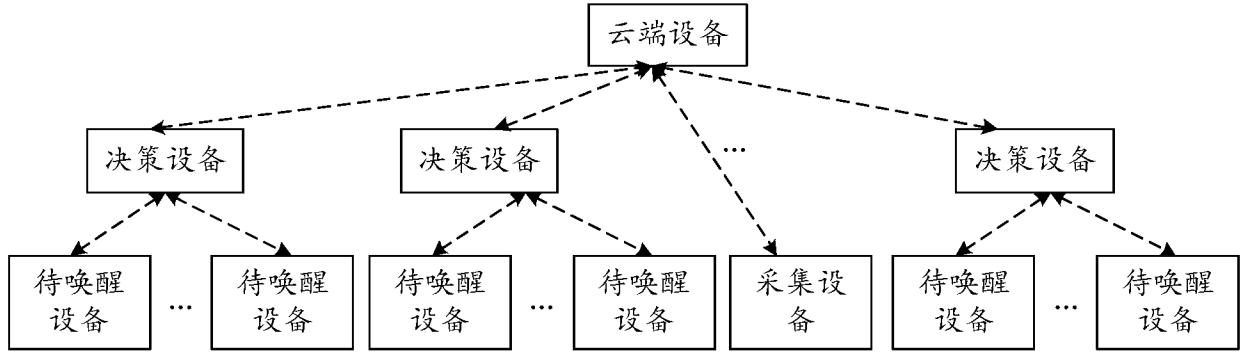 云端设备
决策设备
决策设备
...
决策设备
待唤醒
设备
...
待唤醒
设备
待唤醒
设备
...
待唤醒
设备
采集设
备
待唤醒
设备
...
待唤醒
设备